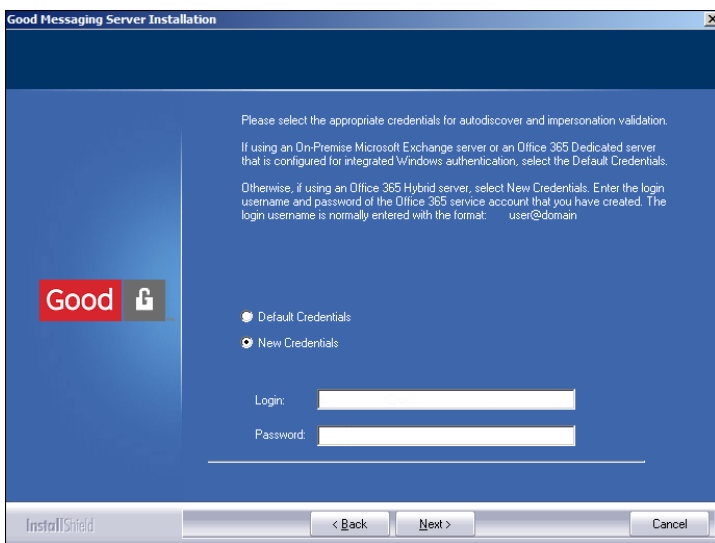 Good Messaging Server Installation
Please select the appropriate credentials for autodiscover and impersonation validation.
If using an On-Premise Microsoft Exchange server or an Office 365 Dedicated server
that is configured for integrated Windows authentication, select the Default Credentials.
Otherwise, if using an Office 365 Hybrid server, select New Credentials. Enter the login
username and password of the Office 365 service account that you have created. The
login username is normally entered with the format: user@domain
Good
Default Credentials
New Credentials
Login:
Password:
InstallShield
< Back
Next >
Cancel